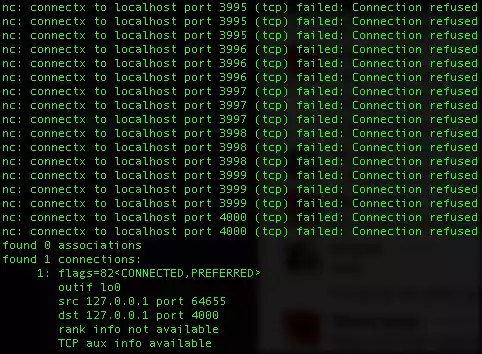 nc: connectx to localhost port 3995 (tcp) failed: Connection refused
nc: connectx to localhost port 3995 (tcp) failed: Connection refused
nc: connectx to localhost port 3995 (tcp) failed: Connection refused
nc: connectx to localhost port 3996 (tcp) failed: Connection refused
nc: connectx to localhost port 3996 (tcp) failed: Connection refused
nc: connectx to localhost port 3996 (tcp) failed: Connection refused
nc: connectx to localhost port 3997 (tcp) failed: Connection refused
nc: connectx to localhost port 3997 (tcp) failed: Connection refused
nc: connectx to localhost port 3997 (tcp) failed: Connection refused
nc: connectx to localhost port 3998 (tcp) failed: Connection refused
nc: connectx to localhost port 3998 (tcp) failed: Connection refused
nc: connectx to localhost port 3998 (tcp) failed: Connection refused
nc: connectx to localhost port 3999 (tcp) failed: Connection refused
nc: connectx to localhost port 3999 (tcp) failed: Connection refused
nc: connectx to localhost port 3999 (tcp) failed: Connection refused
nc: connectx to localhost port 4000 (tcp) failed: Connection refused
nc: connectx to localhost port 4000 (tcp) failed: Connection refused
found 0 associations
found 1 connections:
1: flags=82<CONNECTED,PREFERRED>
outif lo0
src 127.0.0.1 port 64655
dst 127.0.0.1 port 4000
rank info not available
TCP aux info available